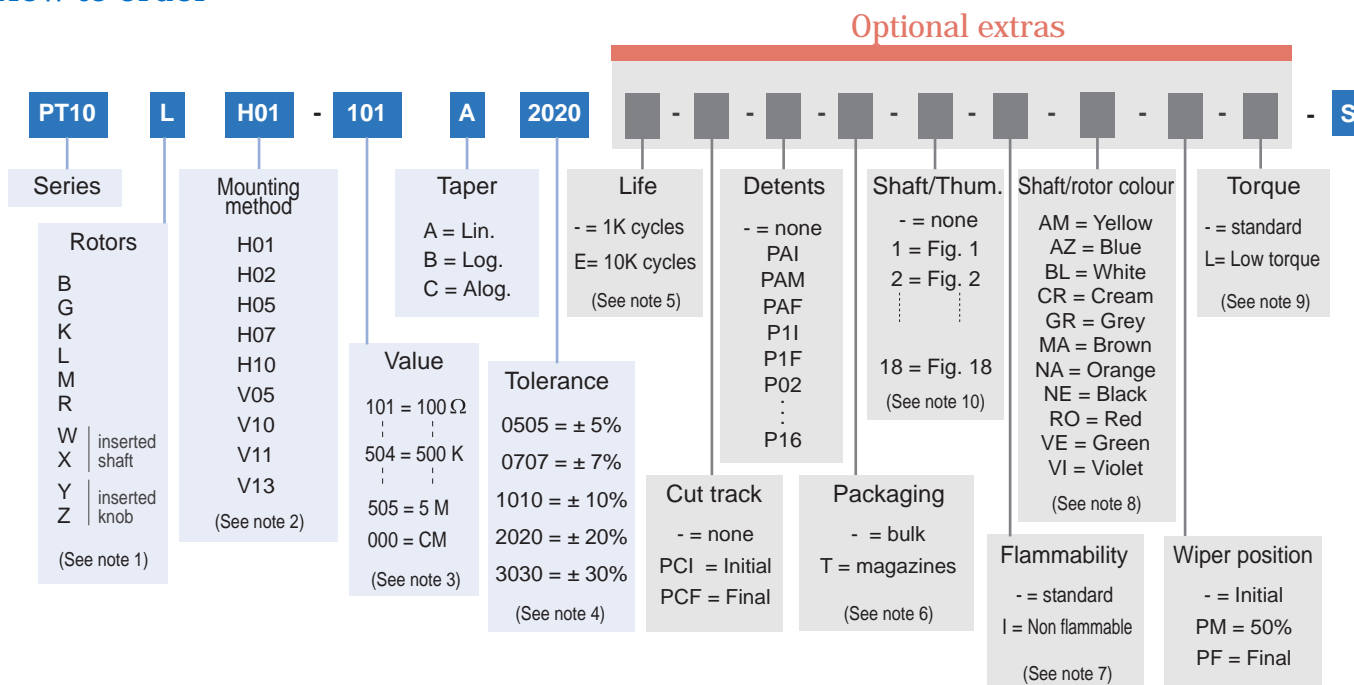 How to order
Optional extras
PT10 L H01 - 101 A 2020 - - - - - - - - - S
Series
Rotors
B
G
K
L
M
R
W
X
inserted
shaft
Y
Z
inserted
knob
(See note 1)
Mounting
method
H01
H02
H05
H07
H10
V05
V10
V11
V13
(See note 2)
Value
101 = 100 Ω
504 = 500 K
505 = 5 M
000 = CM
(See note 3)
Taper
A = Lin.
B = Log.
C = Alog.
Tolerance
0505 = ± 5%
0707 = ± 7%
1010 = ± 10%
2020 = ± 20%
3030 = ± 30%
(See note 4)
Life
- = 1K cycles
E= 10K cycles
(See note 5)
Cut track
- = none
PCI = Initial
PCF = Final
Detents
- = none
PAI
PAM
PAF
P1I
P1F
P02
:
P16
Packaging
- = bulk
T = magazines
(See note 6)
Shaft/Thum.
- = none
1 = Fig. 1
2 = Fig. 2
18 = Fig. 18
(See note 10)
Flammability
- = standard
I = Non flammable
(See note 7)
Shaft/rotor colour
AM = Yellow
AZ = Blue
BL = White
CR = Cream
GR = Grey
MA = Brown
NA = Orange
NE = Black
RO = Red
VE = Green
VI = Violet
(See note 8)
Wiper position
- = Initial
PM = 50%
PF = Final
Torque
- = standard
L= Low torque
(See note 9)